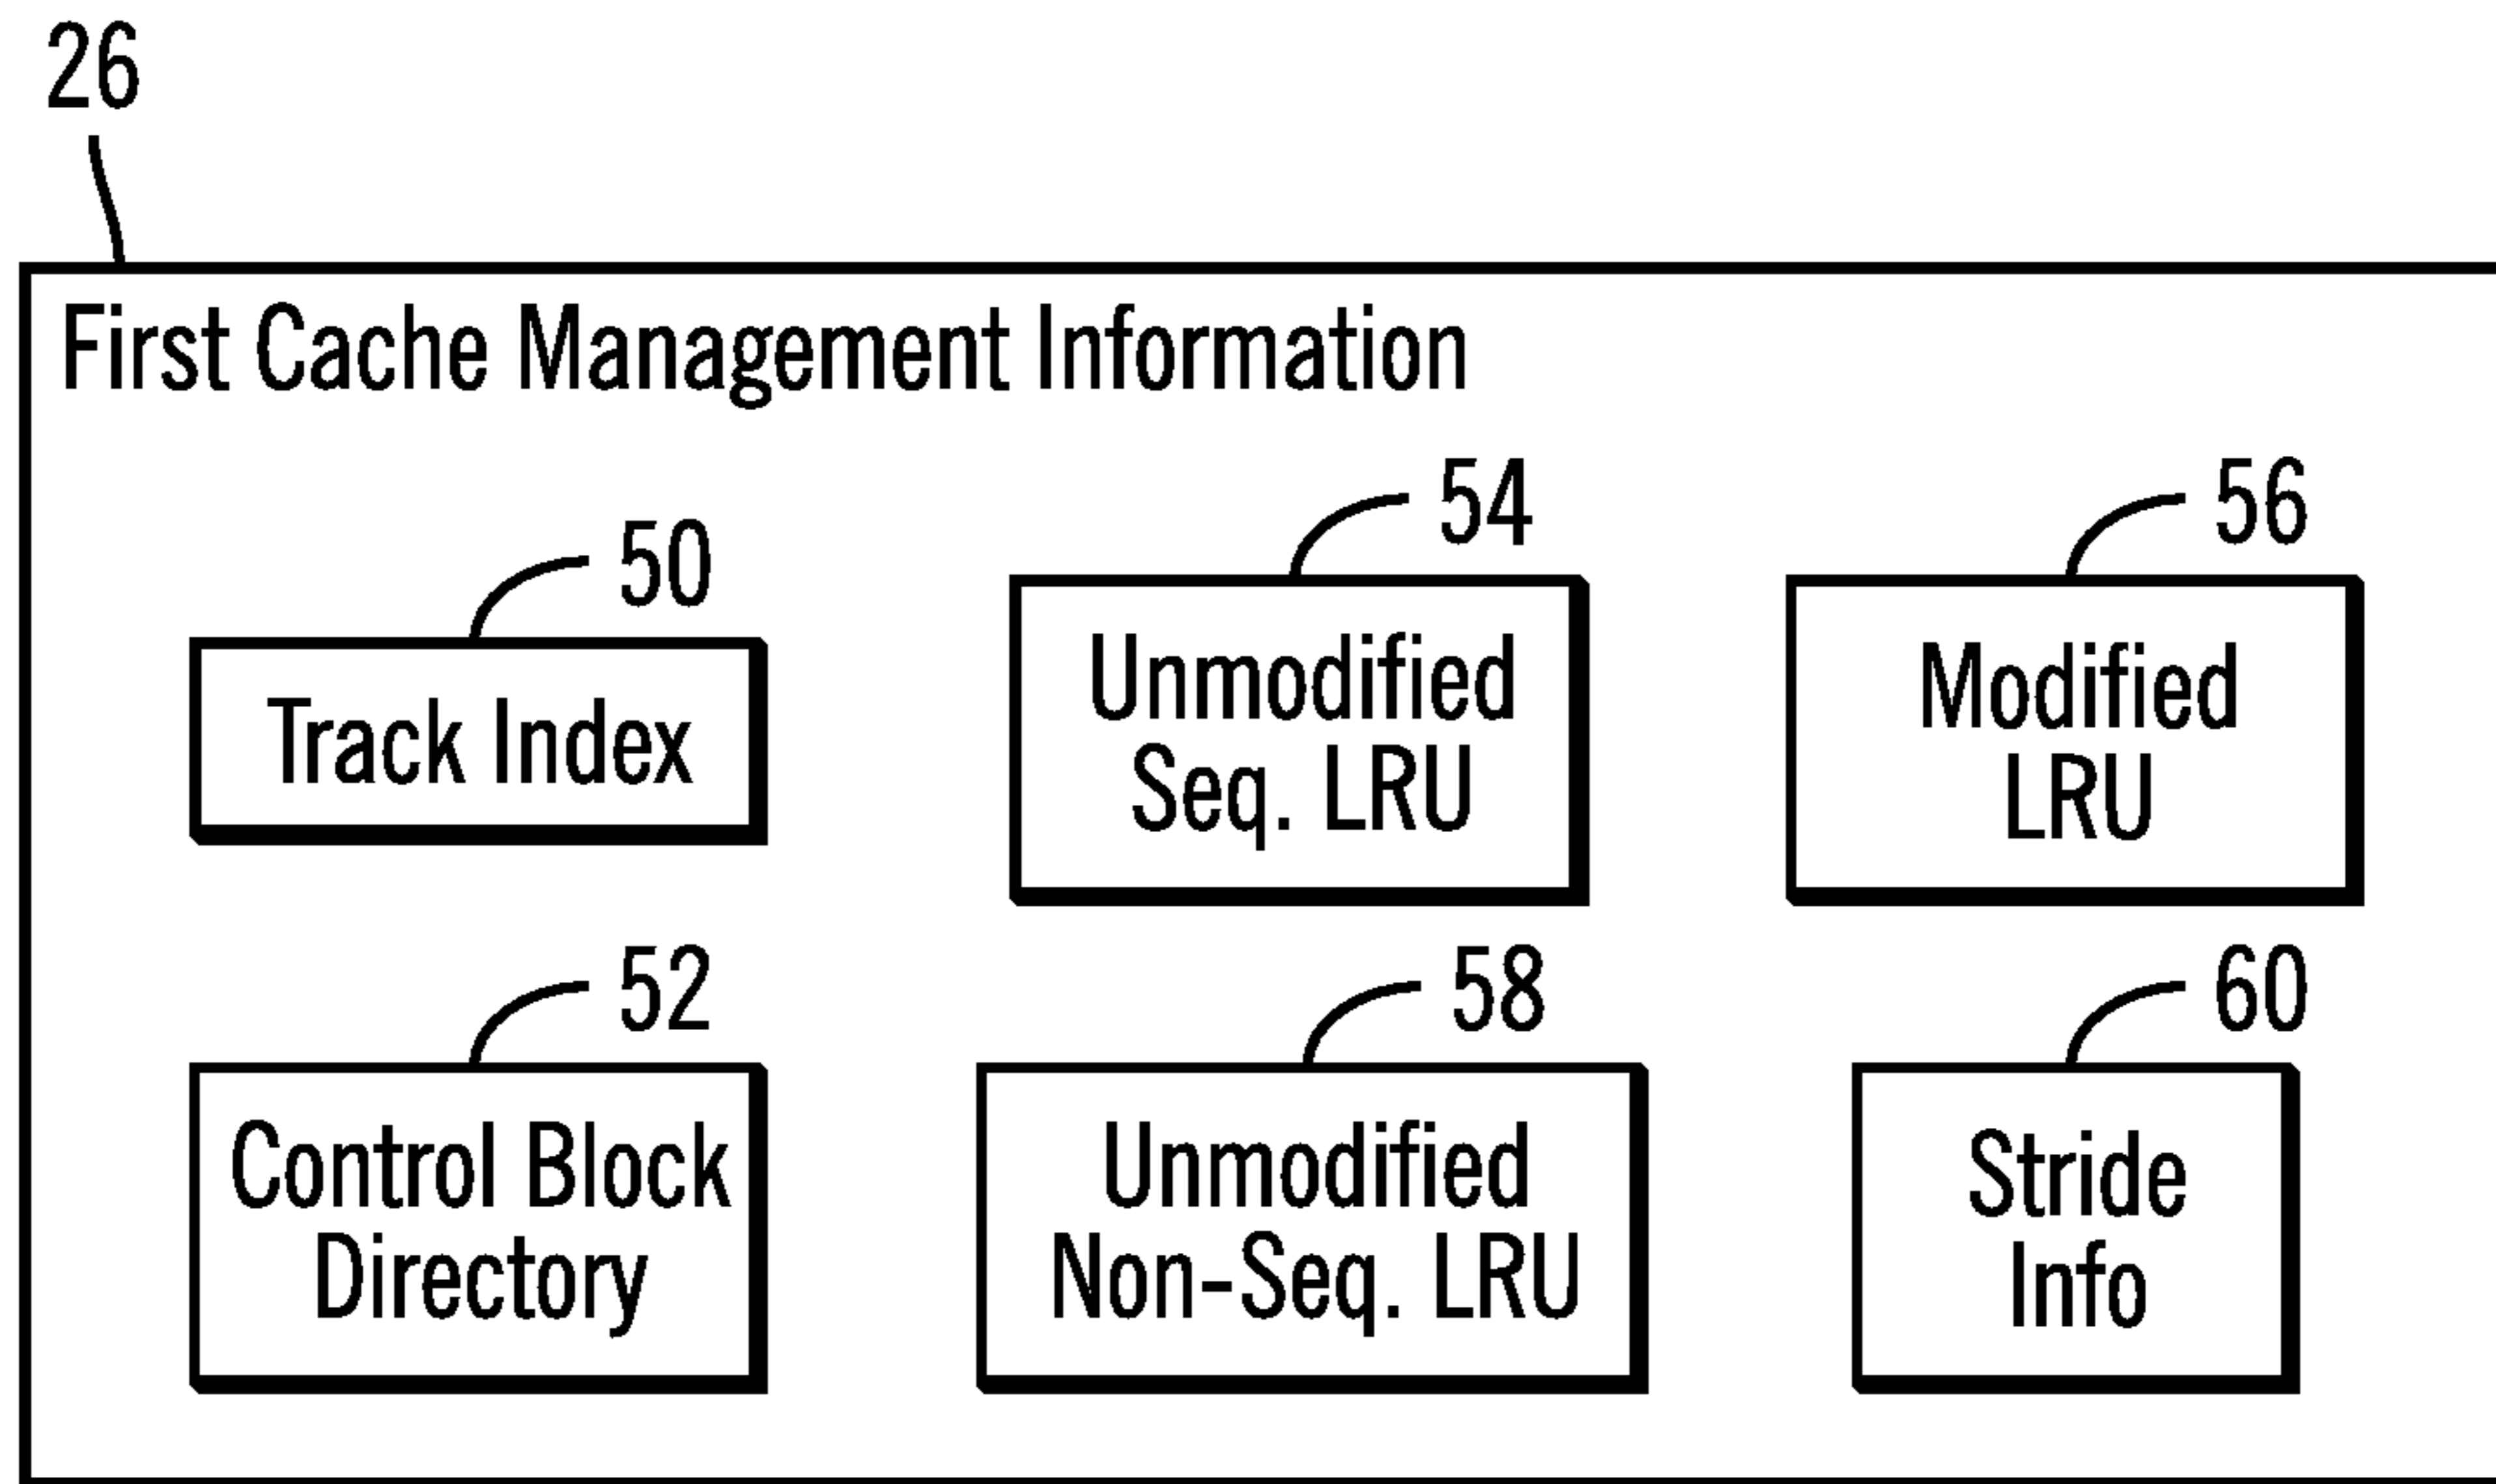 26
First Cache Management Information
50
Track Index
54
Unmodified
Seq. LRU
56
Modified
LRU
52
Control Block
Directory
58
Unmodified
Non-Seq. LRU
60
Stride
Info